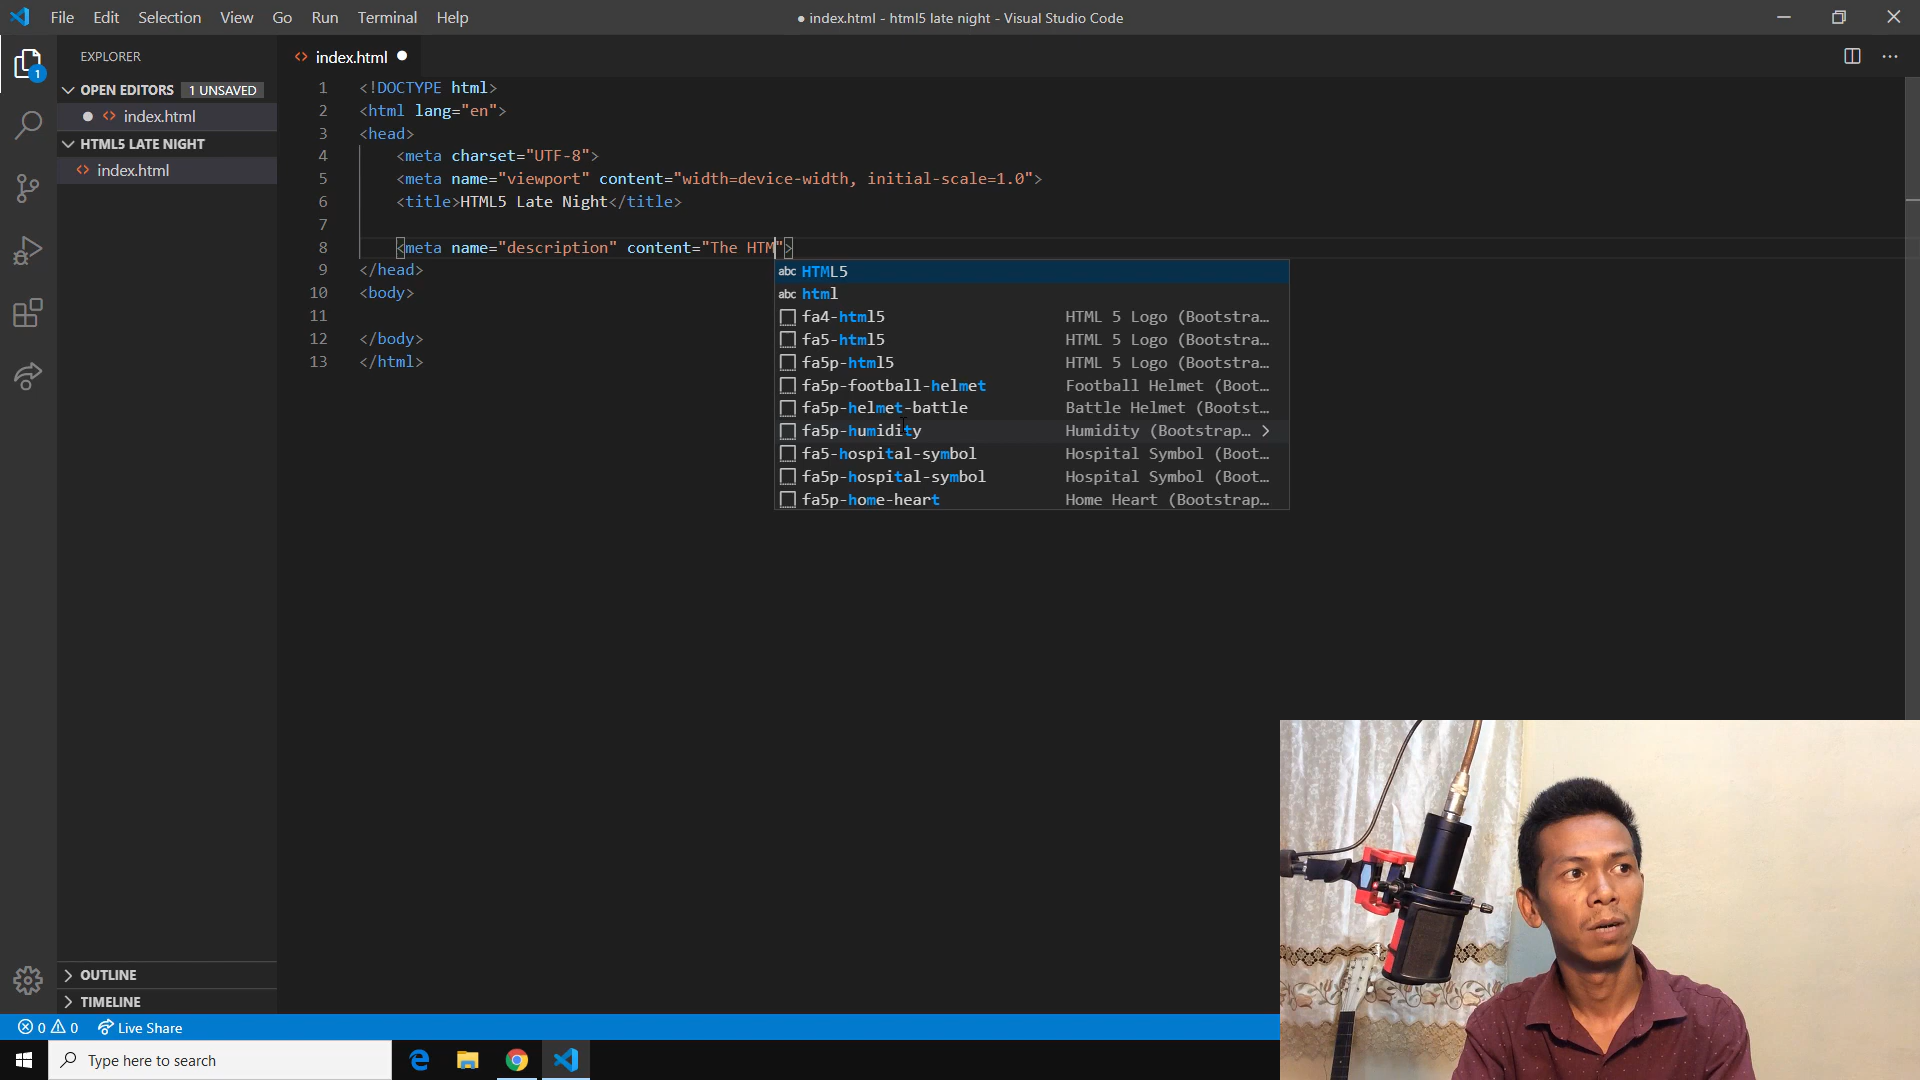 File Edit Selection View Go Run Terminal Help
● index.html - html5 late night - Visual Studio Code
EXPLORER
OPEN EDITORS 1 UNSAVED
index.html
HTML5 LATE NIGHT
index.html
OUTLINE
TIMELINE
1
index.html
1 <!DOCTYPE html>
2 <html lang="en">
3 <head>
4 <meta charset="UTF-8">
5 <meta name="viewport" content="width=device-width, initial-scale=1.0">
6 <title>HTML5 Late Night</title>
7
8 <meta name="description" content="The HTM">
9 </head>
10 <body>
11
12 </body>
13 </html>
abc HTML5
abc html
fa4-html5 HTML 5 Logo (Bootstra…
fa5-html5 HTML 5 Logo (Bootstra…
fa5p-html5 HTML 5 Logo (Bootstra…
fa5p-football-helmet Football Helmet (Boot…
fa5p-helmet-battle Battle Helmet (Bootst…
fa5p-humidity Humidity (Bootstrap…
fa5-hospital-symbol Hospital Symbol (Boot…
fa5p-hospital-symbol Hospital Symbol (Boot…
fa5p-home-heart Home Heart (Bootstrap…
0 0 Live Share
Type here to search